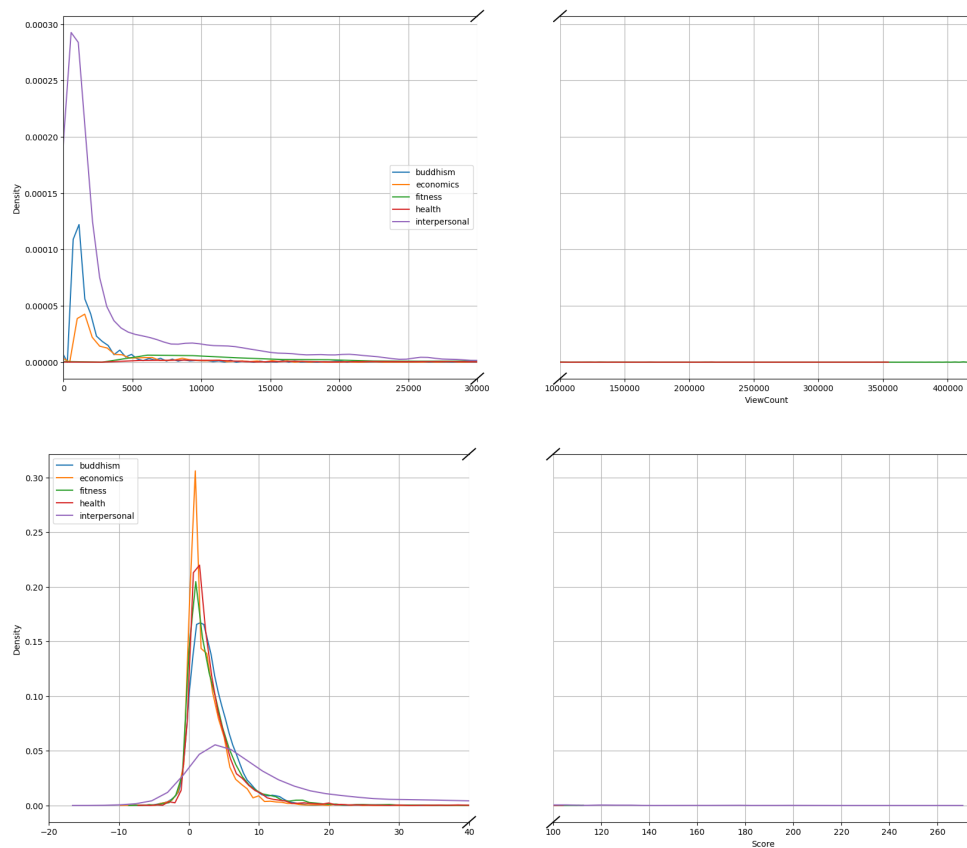 0.00030
0.00025
0.00020
0.00015
0.00010
0.00005
0.00000
Density
buddhism
economics
fitness
health
interpersonal
0 5000 10000 15000 20000 25000 30000
100000 150000 200000 250000 300000 350000 400000
ViewCount
buddhism
economics
fitness
health
interpersonal
0.30
0.25
0.20
0.15
0.10
0.05
0.00
Density
−20 −10 0 10 20 30 40
100 120 140 160 180 200 220 240 260
Score